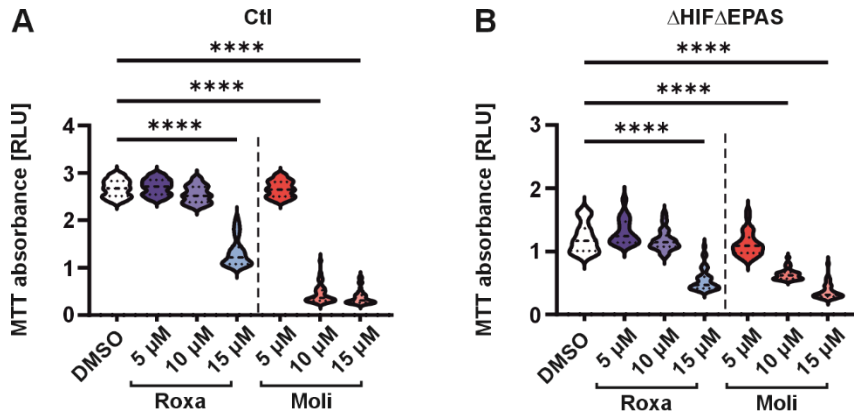 A
Ctl
****
****
****
MTT absorbance [RLU]
4
3
2
1
0
DMSO
5 µM
10 µM
15 µM
5 µM
10 µM
15 µM
Roxa
Moli
B
ΔHIFΔEPAS
****
****
****
MTT absorbance [RLU]
3
2
1
0
DMSO
5 µM
10 µM
15 µM
5 µM
10 µM
15 µM
Roxa
Moli